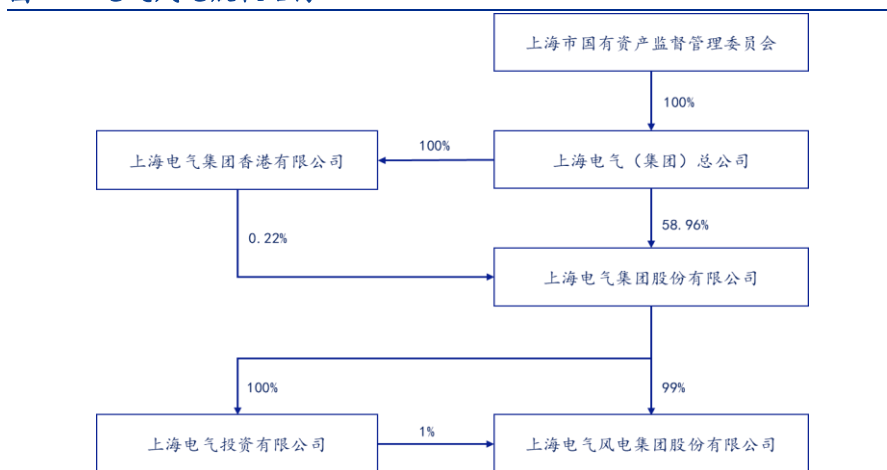 上海市国有资产监督管理委员会
100%
上海电气集团香港有限公司
100%
上海电气（集团）总公司
0.22%
58.96%
上海电气集团股份有限公司
100%
99%
上海电气投资有限公司
1%
上海电气风电集团股份有限公司